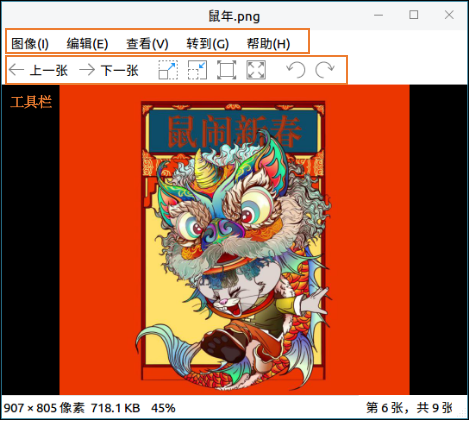 鼠年.png
图像(I) 编辑(E) 查看(V) 转到(G) 帮助(H)
上一张 下一张
工具栏
鼠闹新春
907 × 805 像素 718.1 KB 45%
第 6 张，共 9 张